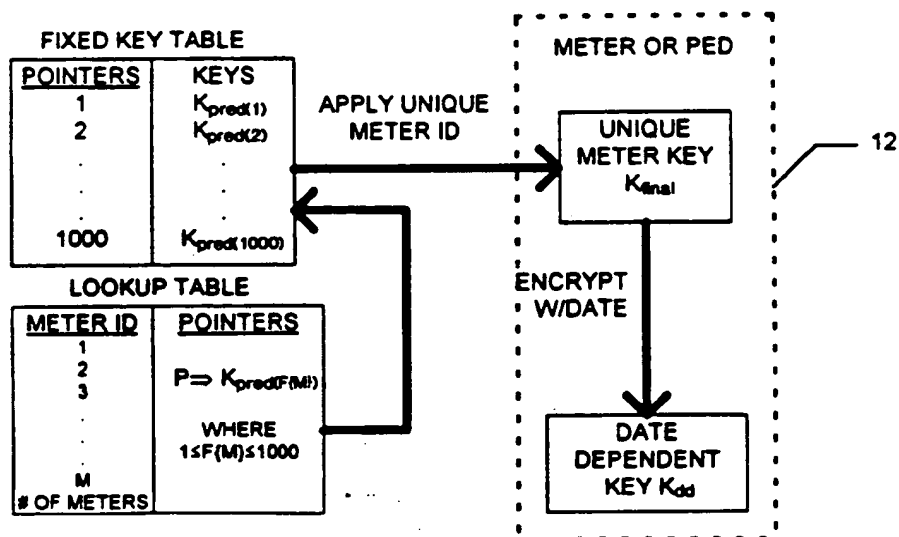 FIXED KEY TABLE
POINTERS KEYS
1 Kpred(1)
2 Kpred(2)
. .
. .
. .
1000 Kpred(1000)
APPLY UNIQUE
METER ID
METER OR PED
UNIQUE
METER KEY
Kfinal
12
ENCRYPT
W/DATE
DATE
DEPENDENT
KEY Kdd
LOOKUP TABLE
METER ID POINTERS
1
2
3
P⇒ Kpred(F{M})
.
.
.
WHERE
1≤F{M}≤1000
M
# OF METERS